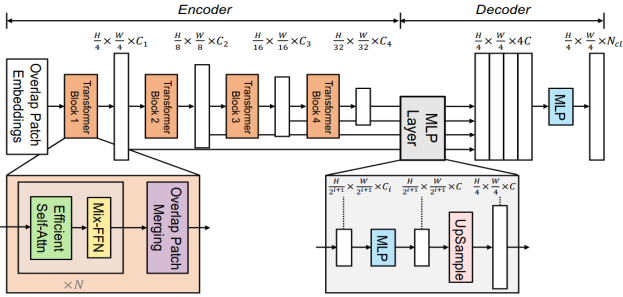 Encoder
Decoder
H/4 × W/4 × C₁
H/8 × W/8 × C₂
H/16 × W/16 × C₃
H/32 × W/32 × C₄
H/4 × W/4 × 4C
H/4 × W/4 × N_cl
Overlap Patch
Embeddings
Transformer
Block 1
Transformer
Block 2
Transformer
Block 3
Transformer
Block 4
MLP
Layer
MLP
Efficient
Self-Attn
Mix-FFN
× N
Overlap Patch
Merging
H/2^(i+1) × W/2^(i+1) × C_i
H/2^(i+1) × W/2^(i+1) × C
H/4 × W/4 × C
MLP
UpSample